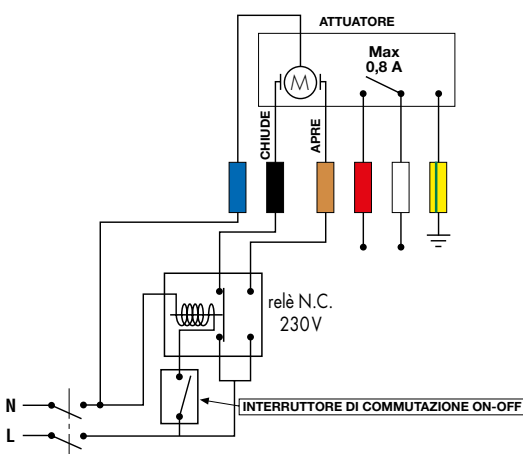 ATTUATORE
Max
0,8 A
M
CHIUDE
APRE
relè N.C.
230V
N
L
INTERRUTTORE DI COMMUTAZIONE ON-OFF